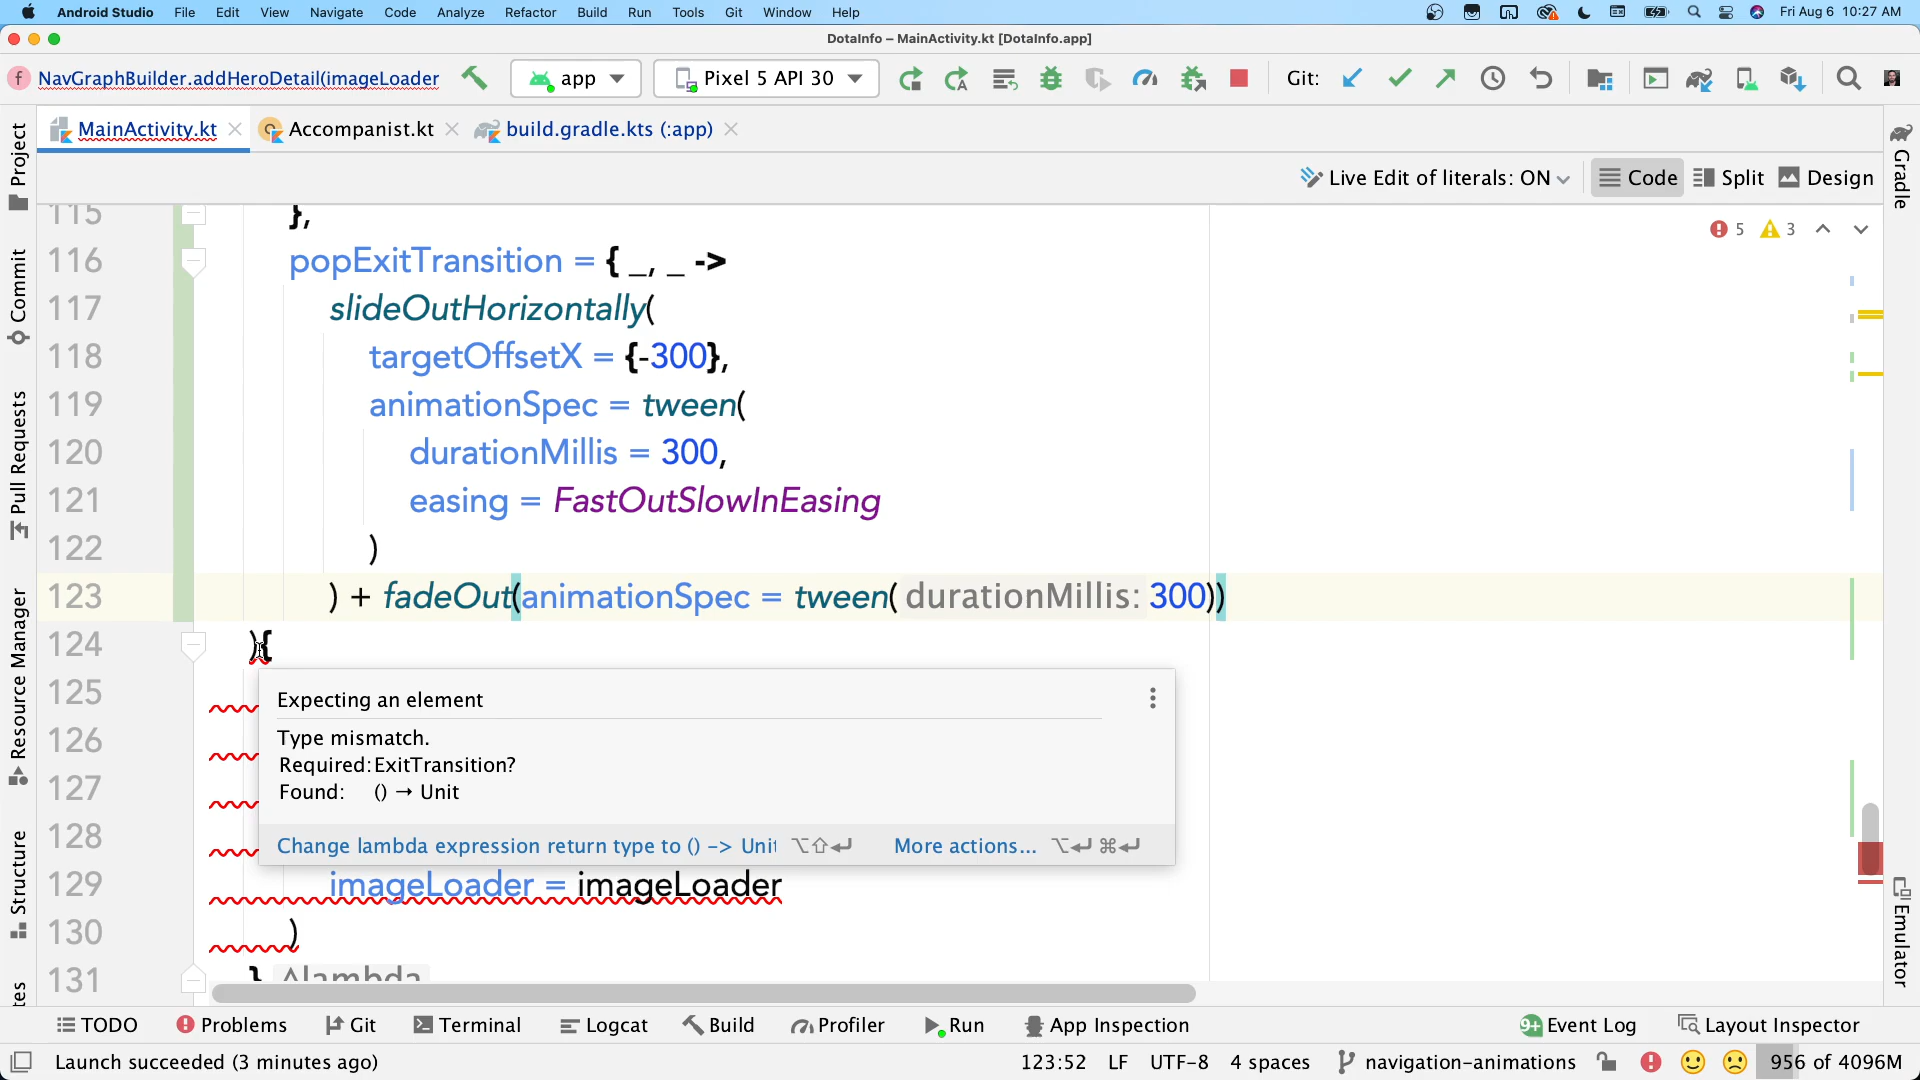 Android Studio File Edit View Navigate Code Analyze Refactor Build Run Tools Git Window Help Fri Aug 6 10:27 AM
DotaInfo – MainActivity.kt [DotaInfo.app]
NavGraphBuilder.addHeroDetail(imageLoader app Pixel 5 API 30 Git:
MainActivity.kt Accompanist.kt build.gradle.kts (:app)
Live Edit of literals: ON Code Split Design
Project
Commit
Pull Requests
Resource Manager
Structure
Gradle
Emulator
5 3
115 },
116 popExitTransition = { _, _ ->
117 slideOutHorizontally(
118 targetOffsetX = {-300},
119 animationSpec = tween(
120 durationMillis = 300,
121 easing = FastOutSlowInEasing
122 )
123 ) + fadeOut(animationSpec = tween( durationMillis: 300))
124 ){
125
126
127
128
129 imageLoader = imageLoader
130 )
131 } ^lambda
Expecting an element
Type mismatch.
Required: ExitTransition?
Found: () → Unit
Change lambda expression return type to () -> Unit ⌥⇧↵ More actions... ⌥↵ ⌘↵
TODO Problems Git Terminal Logcat Build Profiler Run App Inspection 9+ Event Log Layout Inspector
Launch succeeded (3 minutes ago) 123:52 LF UTF-8 4 spaces navigation-animations 956 of 4096M